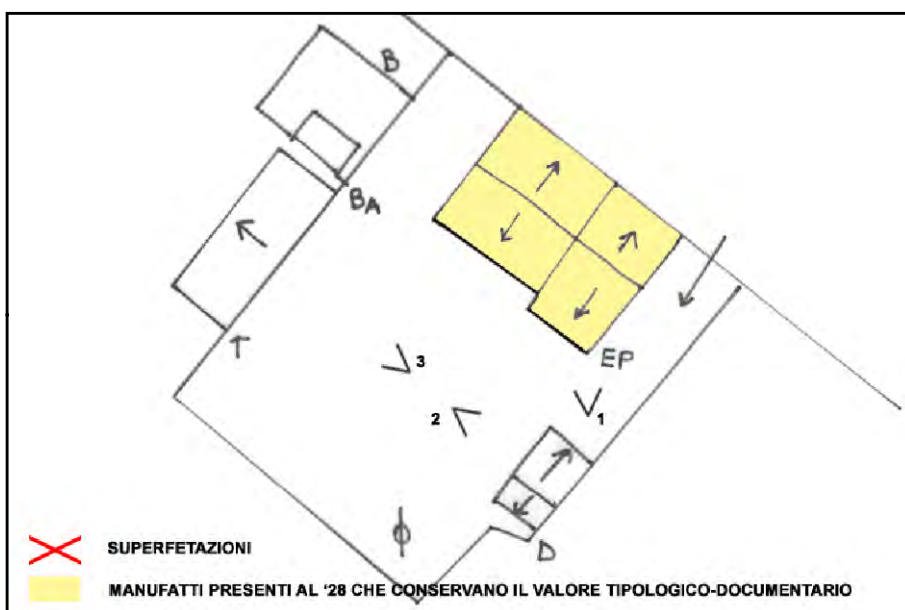 B
BA
T
EP
3
2
1
D
SUPERFETAZIONI
MANUFATTI PRESENTI AL '28 CHE CONSERVANO IL VALORE TIPOLOGICO-DOCUMENTARIO